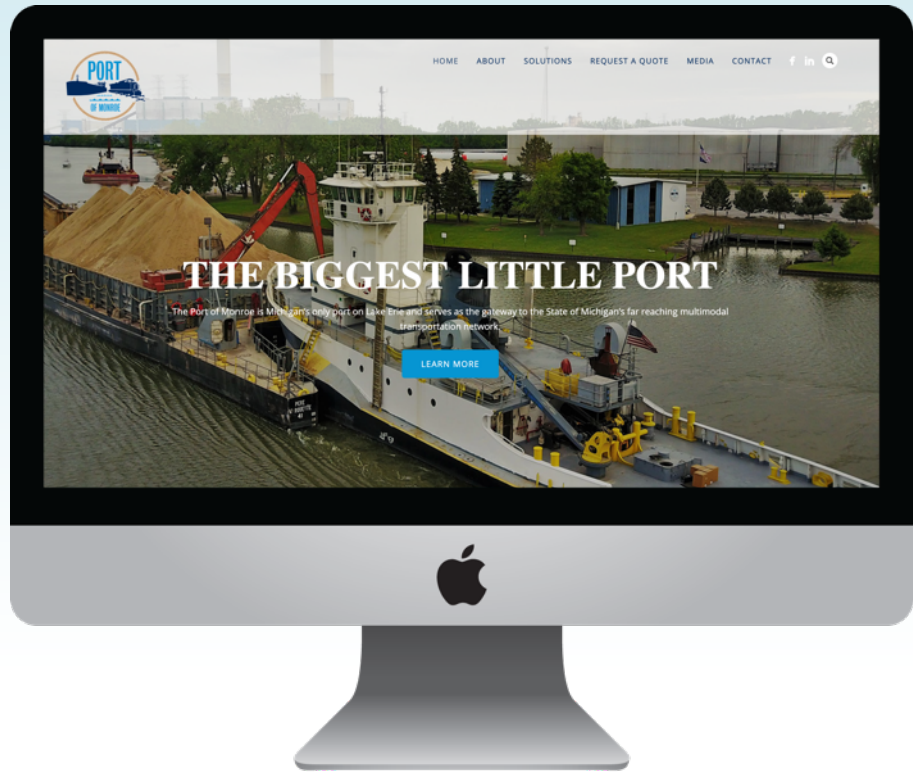 PORT
OF MONROE
HOME ABOUT SOLUTIONS REQUEST A QUOTE MEDIA CONTACT f in
THE BIGGEST LITTLE PORT
The Port of Monroe is Michigan's only port on Lake Erie and serves as the gateway to the State of Michigan's far reaching multimodal
transportation network.
LEARN MORE
PERE